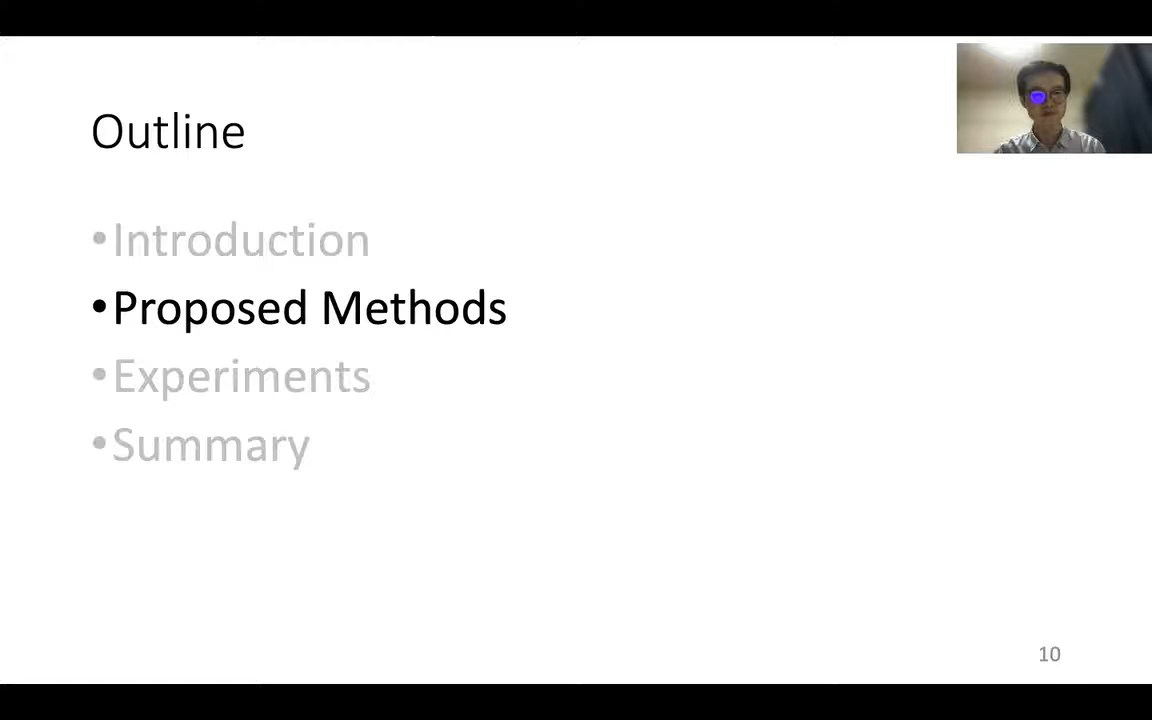 Outline
•Introduction
•Proposed Methods
•Experiments
•Summary
10